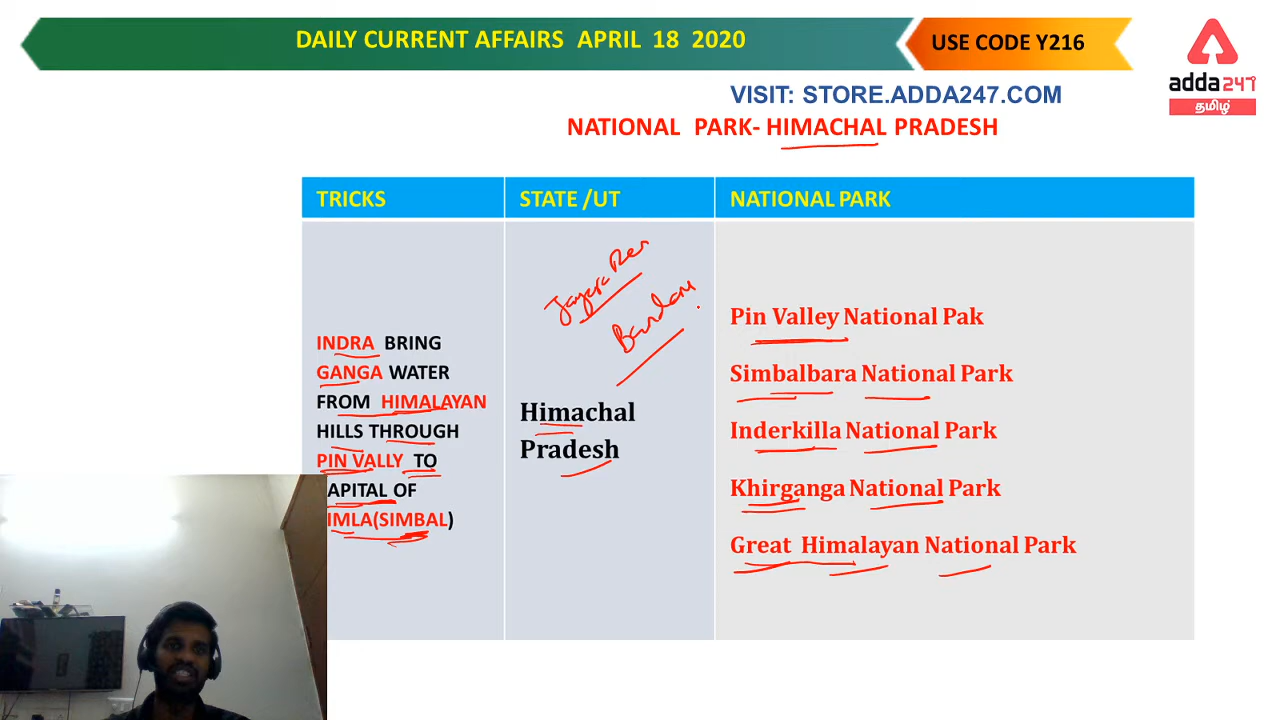 DAILY CURRENT AFFAIRS APRIL 18 2020
USE CODE Y216
adda247
தமிழ்
VISIT: STORE.ADDA247.COM
NATIONAL PARK- HIMACHAL PRADESH
TRICKS
STATE /UT
NATIONAL PARK
INDRA BRING
GANGA WATER
FROM HIMALAYAN
HILLS THROUGH
PIN VALLY TO
APITAL OF
IMLA(SIMBAL)
Himachal
Pradesh
Pin Valley National Pak
Simbalbara National Park
Inderkilla National Park
Khirganga National Park
Great Himalayan National Park